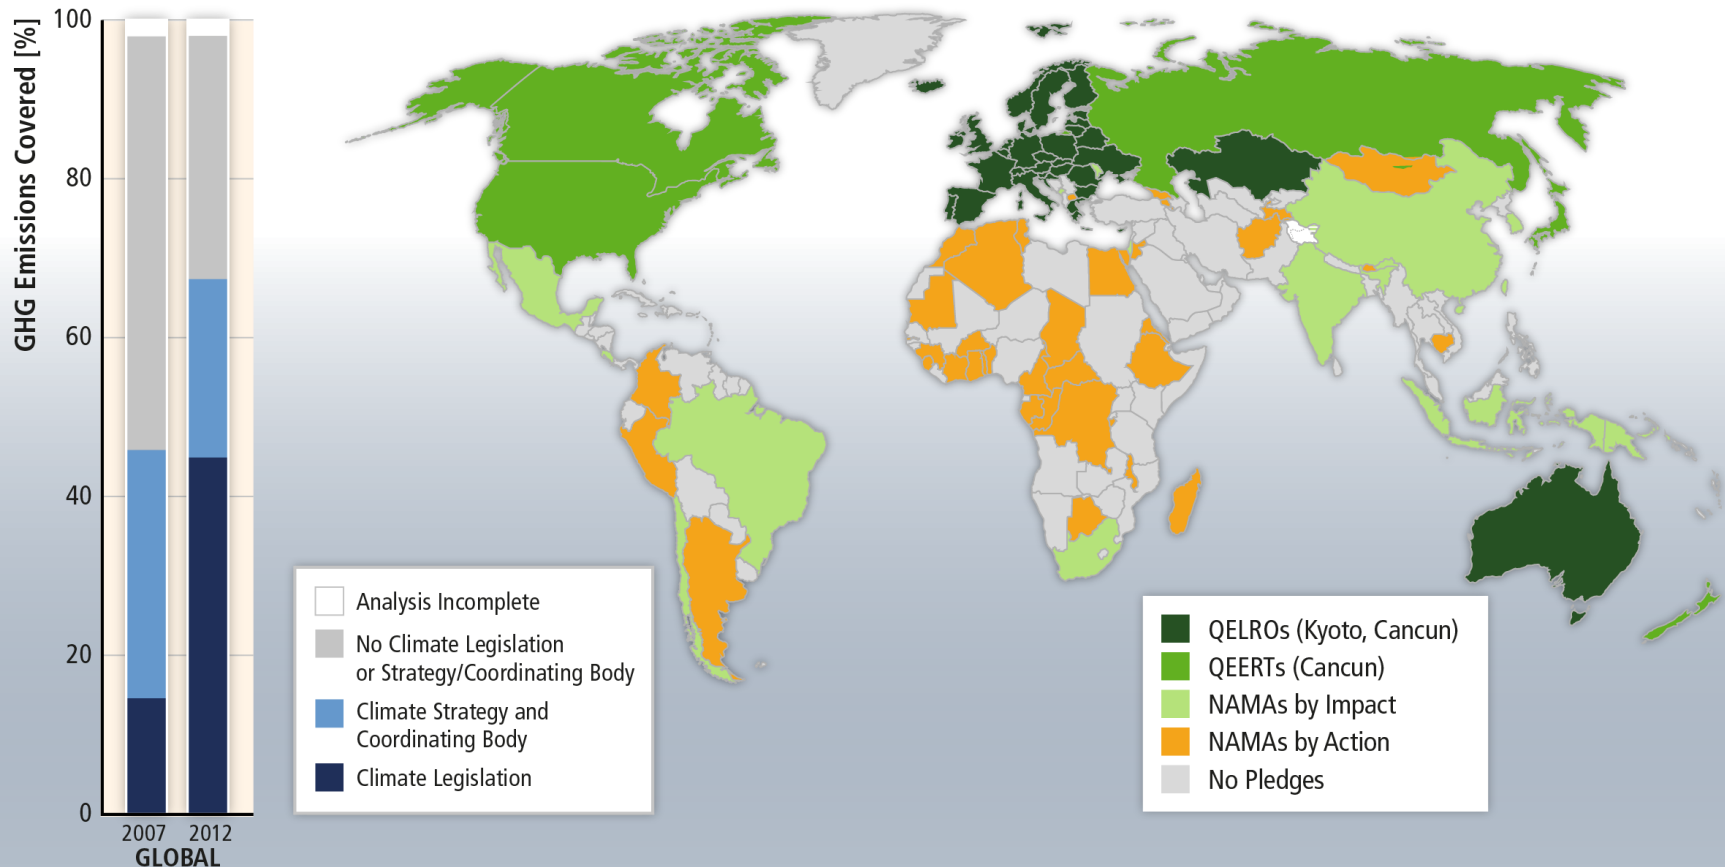 GHG Emissions Covered [%]
100
80
60
40
20
0
2007 2012
GLOBAL
Analysis Incomplete
No Climate Legislation
or Strategy/Coordinating Body
Climate Strategy and
Coordinating Body
Climate Legislation
QELROs (Kyoto, Cancun)
QEERTs (Cancun)
NAMAs by Impact
NAMAs by Action
No Pledges